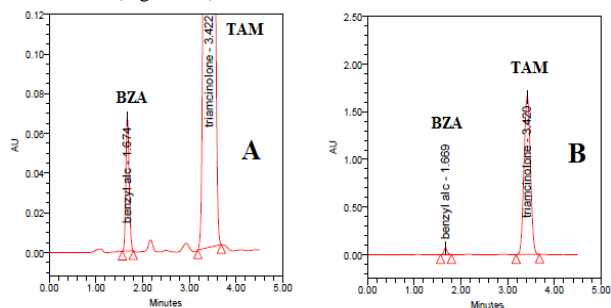 0.12
0.10
0.08
0.06
0.04
0.02
0.00
AU
BZA
TAM
benzyl alc - 1.674
triamcinolone - 3.422
A
0.00 1.00 2.00 3.00 4.00 5.00
Minutes
2.50
2.00
1.50
1.00
0.50
0.00
AU
BZA
TAM
benzyl alc - 1.669
triamcinolone - 3.420
B
0.00 1.00 2.00 3.00 4.00 5.00
Minutes